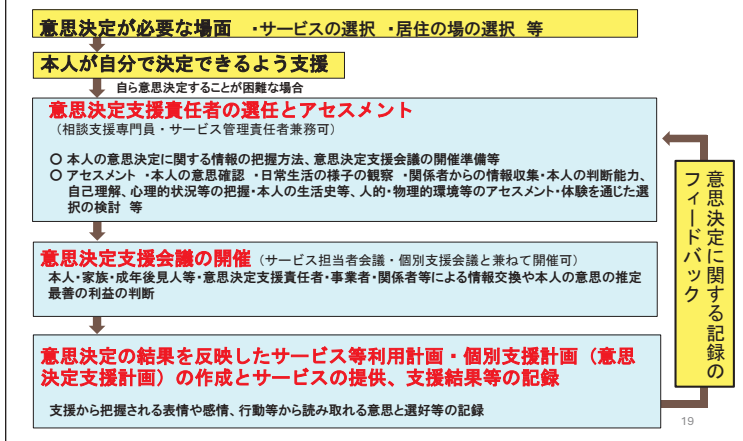 意思決定が必要な場面 ・サービスの選択 ・居住の場の選択 等
本人が自分で決定できるよう支援
自ら意思決定することが困難な場合
意思決定支援責任者の選任とアセスメント
（相談支援専門員・サービス管理責任者兼務可）
○ 本人の意思決定に関する情報の把握方法、意思決定支援会議の開催準備等
○ アセスメント ・本人の意思確認 ・日常生活の様子の観察 ・関係者からの情報収集・本人の判断能力、
自己理解、心理的状況等の把握・本人の生活史等、人的・物理的環境等のアセスメント・体験を通じた選
択の検討 等
意思決定支援会議の開催（サービス担当者会議・個別支援会議と兼ねて開催可）
本人・家族・成年後見人等・意思決定支援責任者・事業者・関係者等による情報交換や本人の意思の推定
最善の利益の判断
意思決定の結果を反映したサービス等利用計画・個別支援計画（意思
決定支援計画）の作成とサービスの提供、支援結果等の記録
支援から把握される表情や感情、行動等から読み取れる意思と選好等の記録
意思決定に関する記録の
フィードバック
19